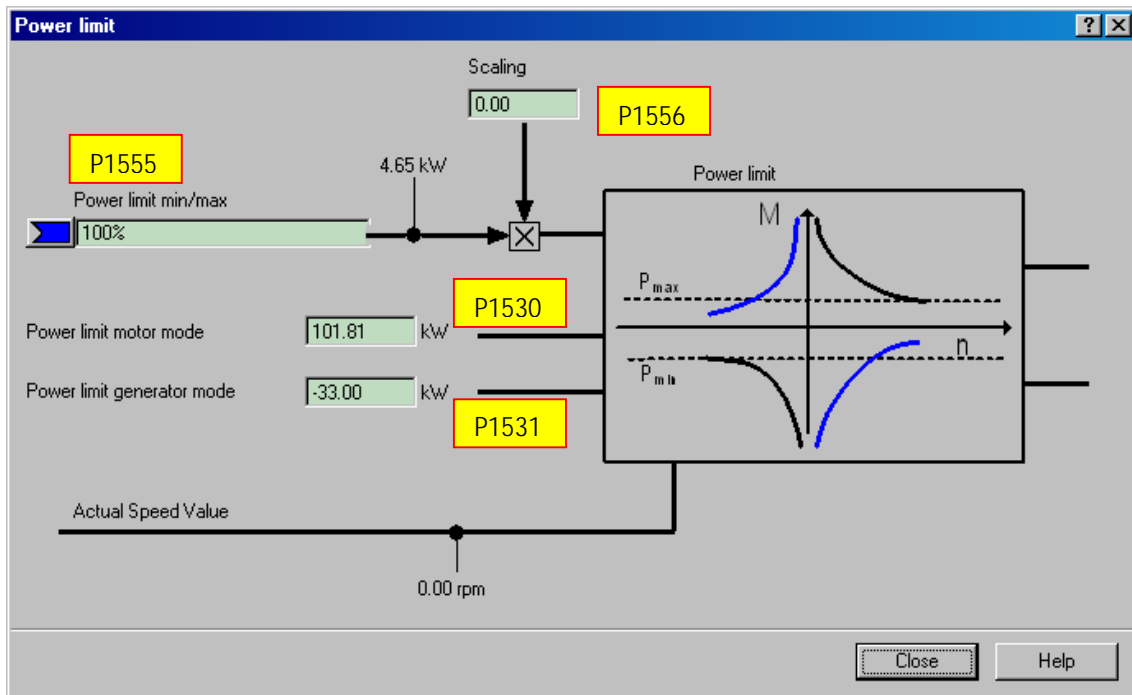 Power limit
Scaling
0.00
P1556
P1555
4.65 kW
Power limit
Power limit min/max
100%
M
Pmax
P1530
Power limit motor mode
101.81
kW
n
Pmin
Power limit generator mode
-33.00
kW
P1531
Actual Speed Value
0.00 rpm
Close
Help